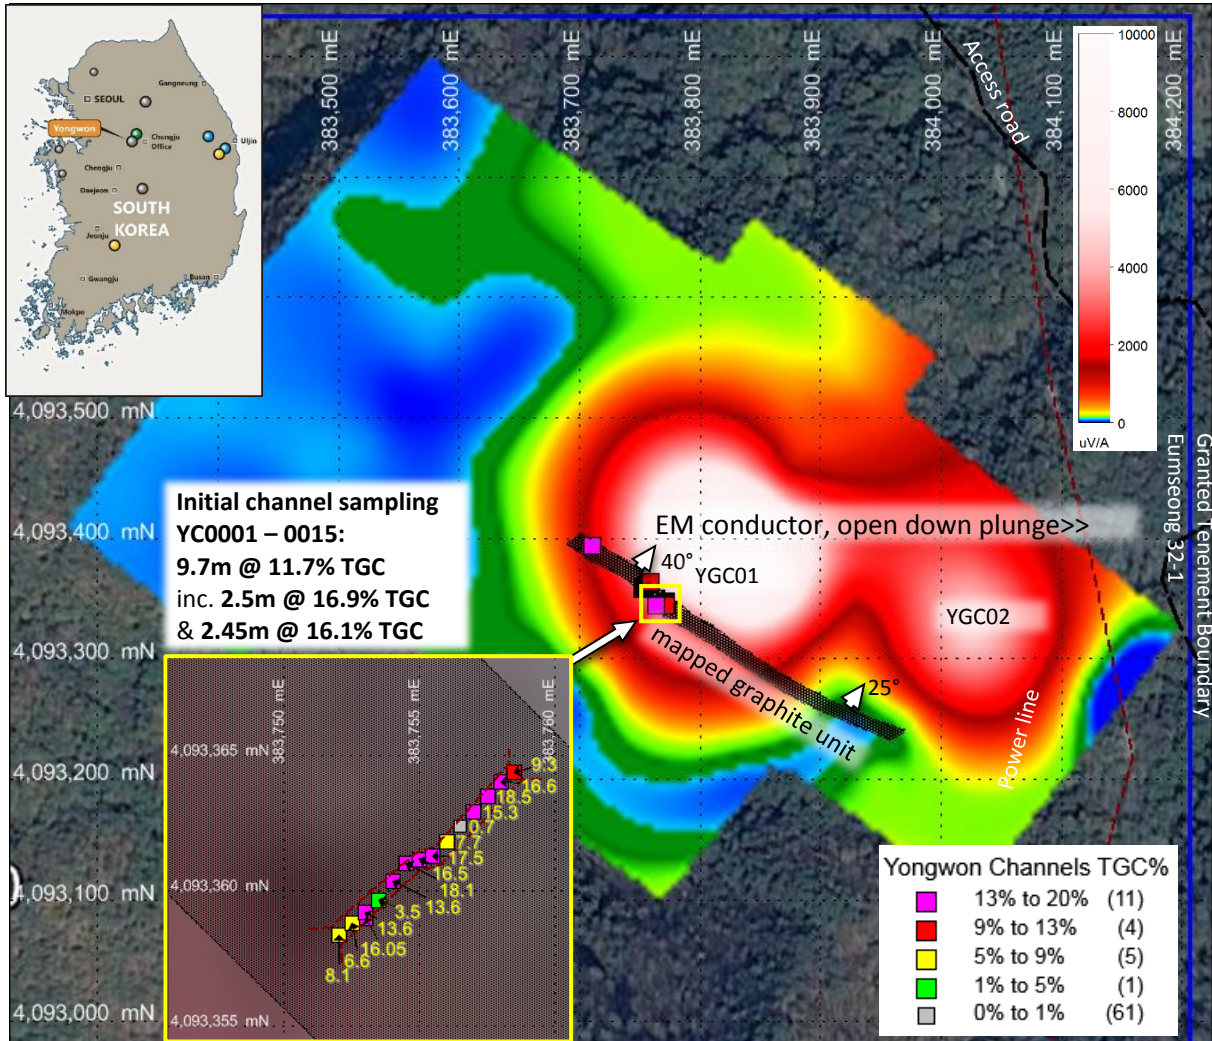 Gangneung
SEOUL
Yongwon
Chungju
Office
Uljin
Cheongju
Daejeon
SOUTH
KOREA
Jeonju
Gwangju
Busan
Mokpo
383,500 mE
383,600 mE
383,700 mE
383,800 mE
384,000 mE
384,100 mE
384,200 mE
Access road
10000
8000
6000
4000
2000
0
uV/A
4,093,500 mN
4,093,400 mN
4,093,300 mN
4,093,200 mN
4,093,100 mN
4,093,000 mN
Initial channel sampling
YC0001 – 0015:
9.7m @ 11.7% TGC
inc. 2.5m @ 16.9% TGC
& 2.45m @ 16.1% TGC
EM conductor, open down plunge>>
40°
YGC01
YGC02
mapped graphite unit
25°
Power line
Eumseong 32-1
Granted Tenement Boundary
383,750 mE
383,755 mE
383,760 mE
4,093,365 mN
4,093,360 mN
4,093,355 mN
9.3
16.6
18.5
15.3
0.7
7.7
17.5
16.5
18.1
13.6
3.5
13.6
16.05
6.6
8.1
Yongwon Channels TGC%
13% to 20% (11)
9% to 13% (4)
5% to 9% (5)
1% to 5% (1)
0% to 1% (61)